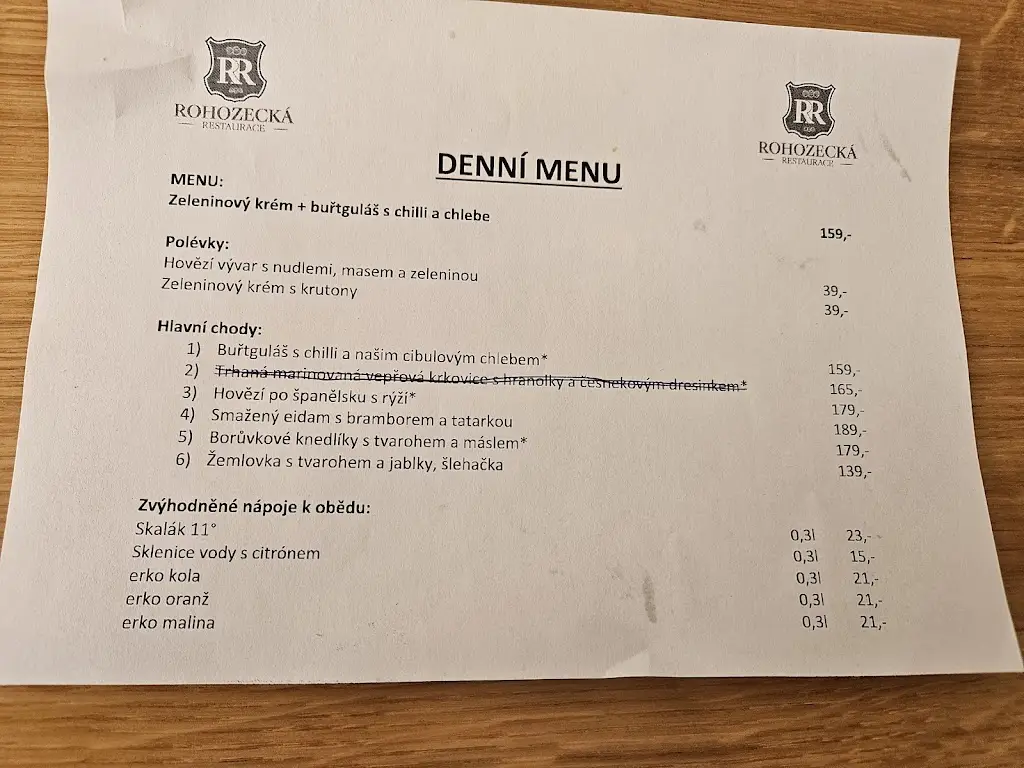 RR
ROHOZECKÁ
RESTAURACE
RR
ROHOZECKÁ
RESTAURACE
DENNÍ MENU
MENU:
Zeleninový krém + buřtguláš s chilli a chlebe 159,-
Polévky:
Hovězí vývar s nudlemi, masem a zeleninou 39,-
Zeleninový krém s krutony 39,-
Hlavní chody:
1) Buřtguláš s chilli a našim cibulovým chlebem* 159,-
2) Trhaná marinovaná vepřová krkovice s hranolky a česnekovým dresinkem* 165,-
3) Hovězí po španělsku s rýží* 179,-
4) Smažený eidam s bramborem a tatarkou 189,-
5) Borůvkové knedlíky s tvarohem a máslem* 179,-
6) Žemlovka s tvarohem a jablky, šlehačka 139,-
Zvýhodněné nápoje k obědu:
Skalák 11° 0,3l 23,-
Sklenice vody s citrónem 0,3l 15,-
erko kola 0,3l 21,-
erko oranž 0,3l 21,-
erko malina 0,3l 21,-